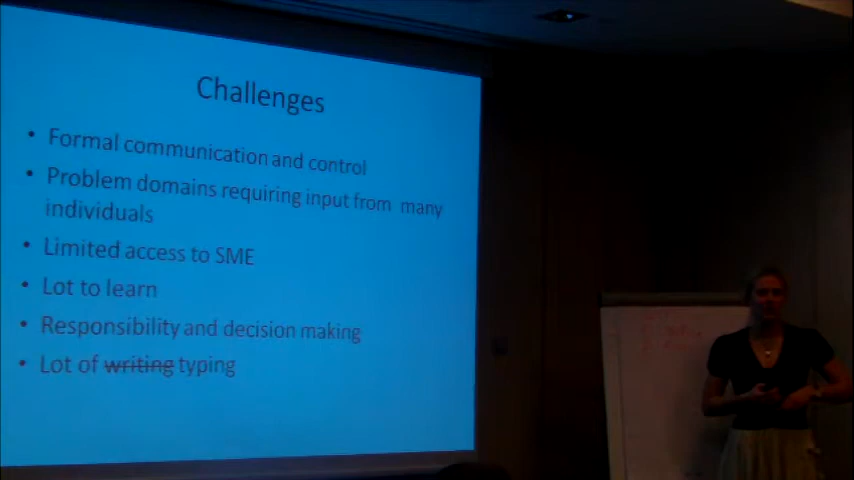 Challenges
• Formal communication and control
• Problem domains requiring input from many
individuals
• Limited access to SME
• Lot to learn
• Responsibility and decision making
• Lot of writing typing